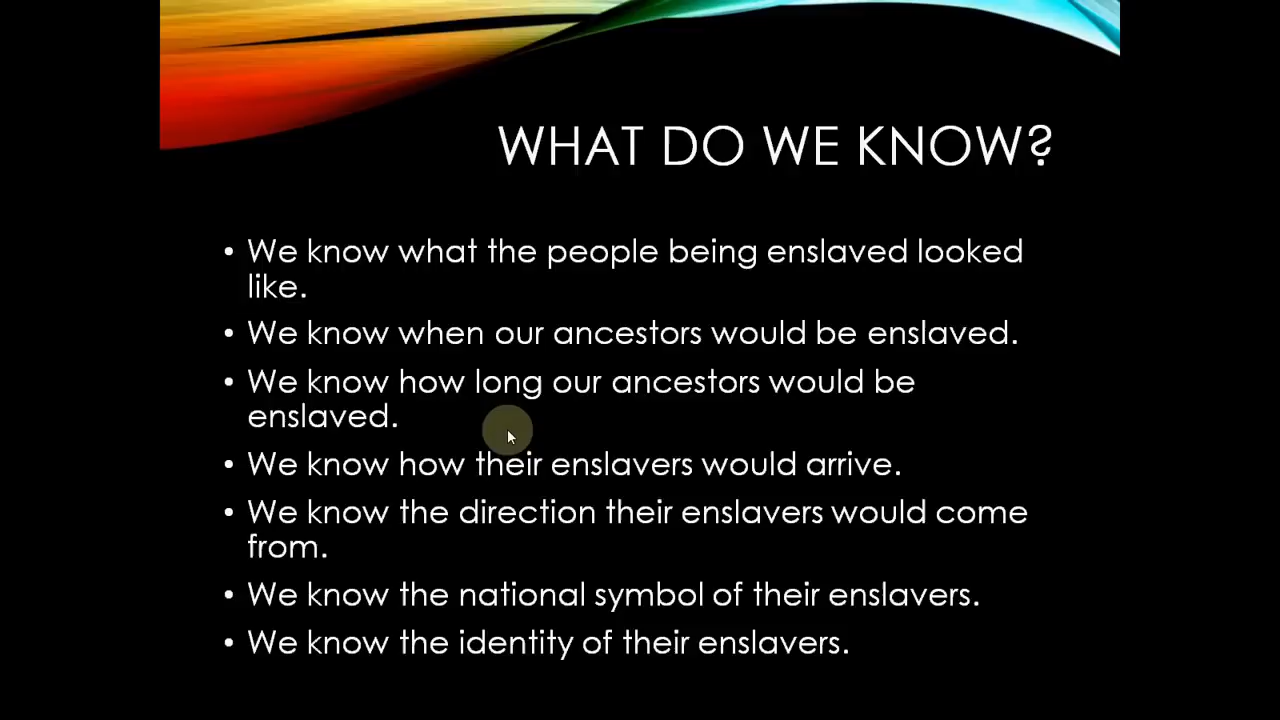 WHAT DO WE KNOW?
• We know what the people being enslaved looked
like.
• We know when our ancestors would be enslaved.
• We know how long our ancestors would be
enslaved.
• We know how their enslavers would arrive.
• We know the direction their enslavers would come
from.
• We know the national symbol of their enslavers.
• We know the identity of their enslavers.